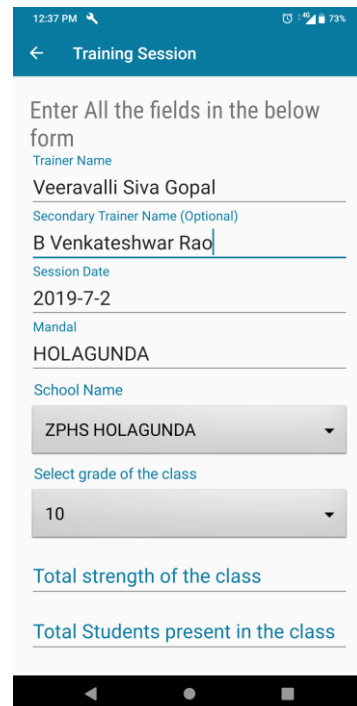 12:37 PM 4G 73%
Training Session
Enter All the fields in the below
form
Trainer Name
Veeravalli Siva Gopal
Secondary Trainer Name (Optional)
B Venkateshwar Rao
Session Date
2019-7-2
Mandal
HOLAGUNDA
School Name
ZPHS HOLAGUNDA
Select grade of the class
10
Total strength of the class
Total Students present in the class